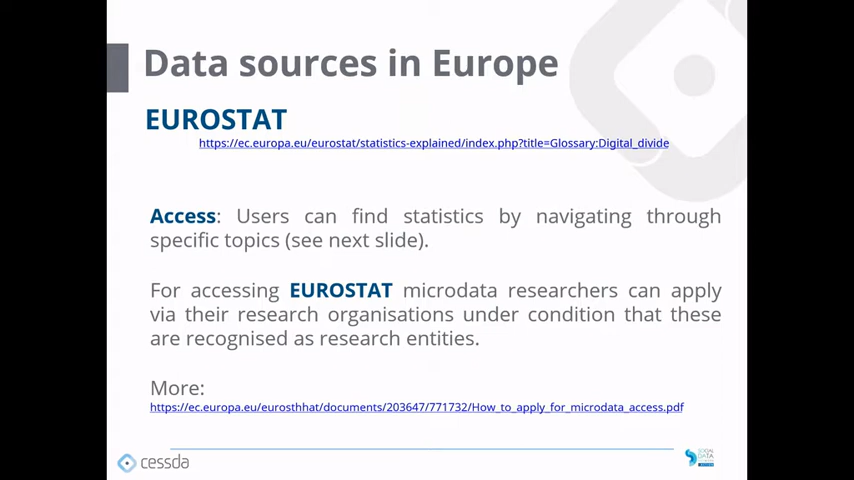 Data sources in Europe
EUROSTAT
https://ec.europa.eu/eurostat/statistics-explained/index.php?title=Glossary:Digital_divide
Access: Users can find statistics by navigating through
specific topics (see next slide).
For accessing EUROSTAT microdata researchers can apply
via their research organisations under condition that these
are recognised as research entities.
More:
https://ec.europa.eu/eurosthhat/documents/203647/771732/How_to_apply_for_microdata_access.pdf
cessda
SOCIAL
DATA